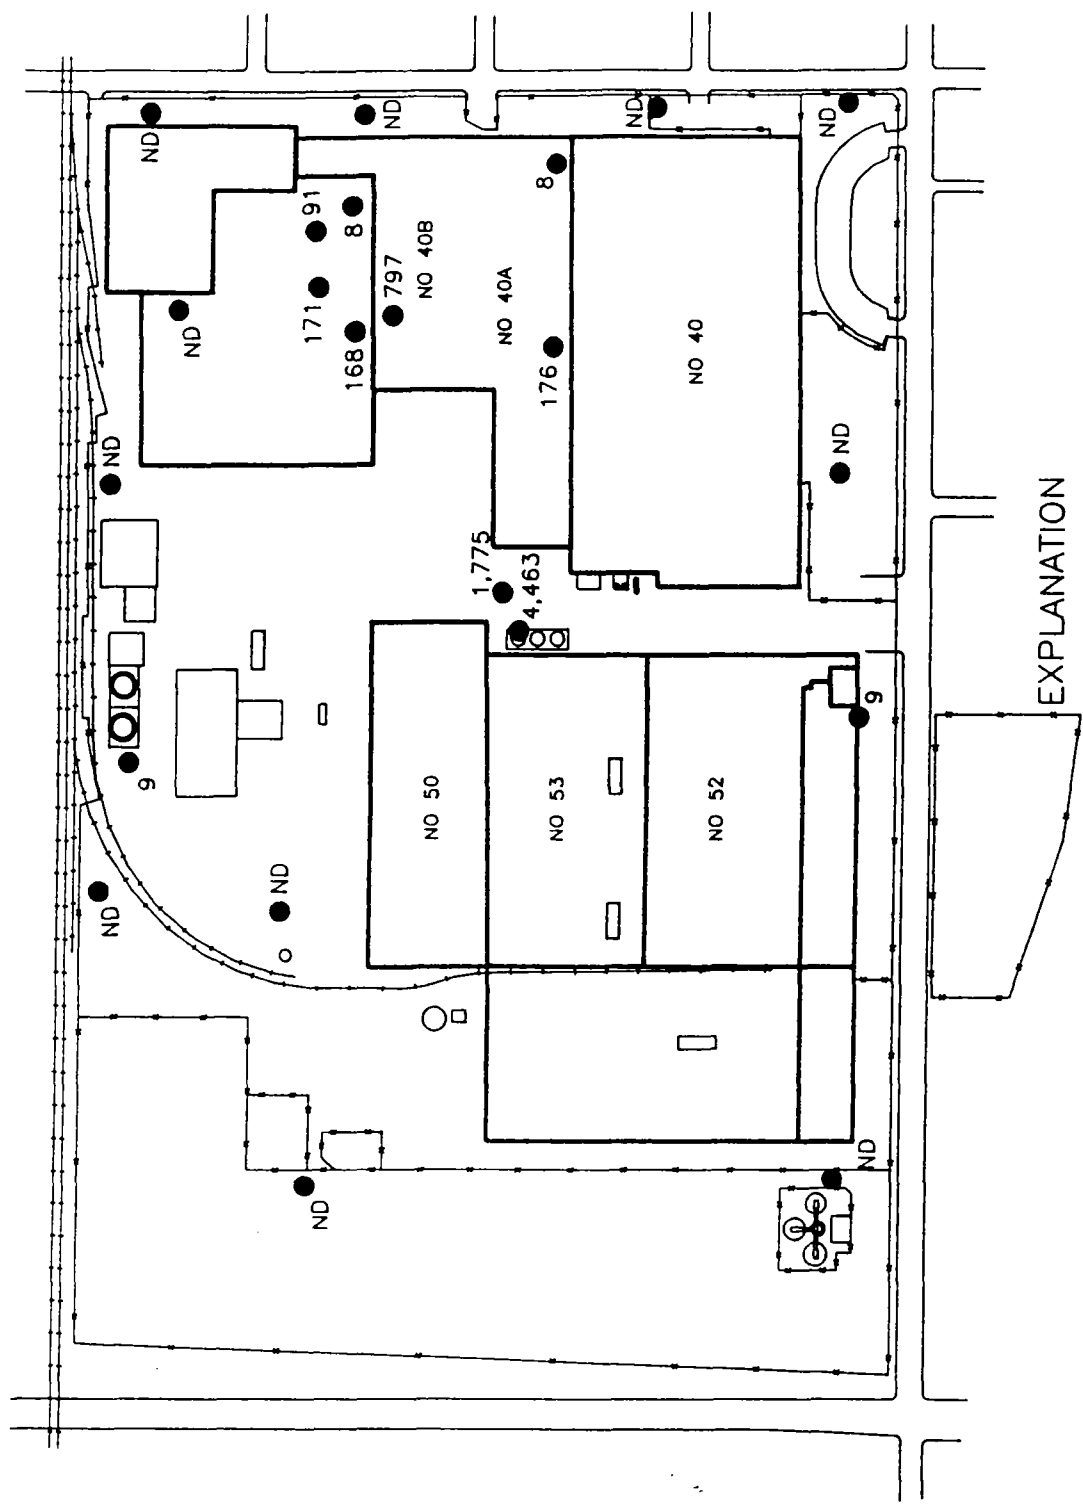 ND
ND
ND
ND
8
91
8
797
NO 40B
NO 40A
171
168
ND
176
NO 40
ND
ND
1,775
4,463
9
9
NO 50
NO 53
NO 52
ND
ND
ND
ND
EXPLANATION